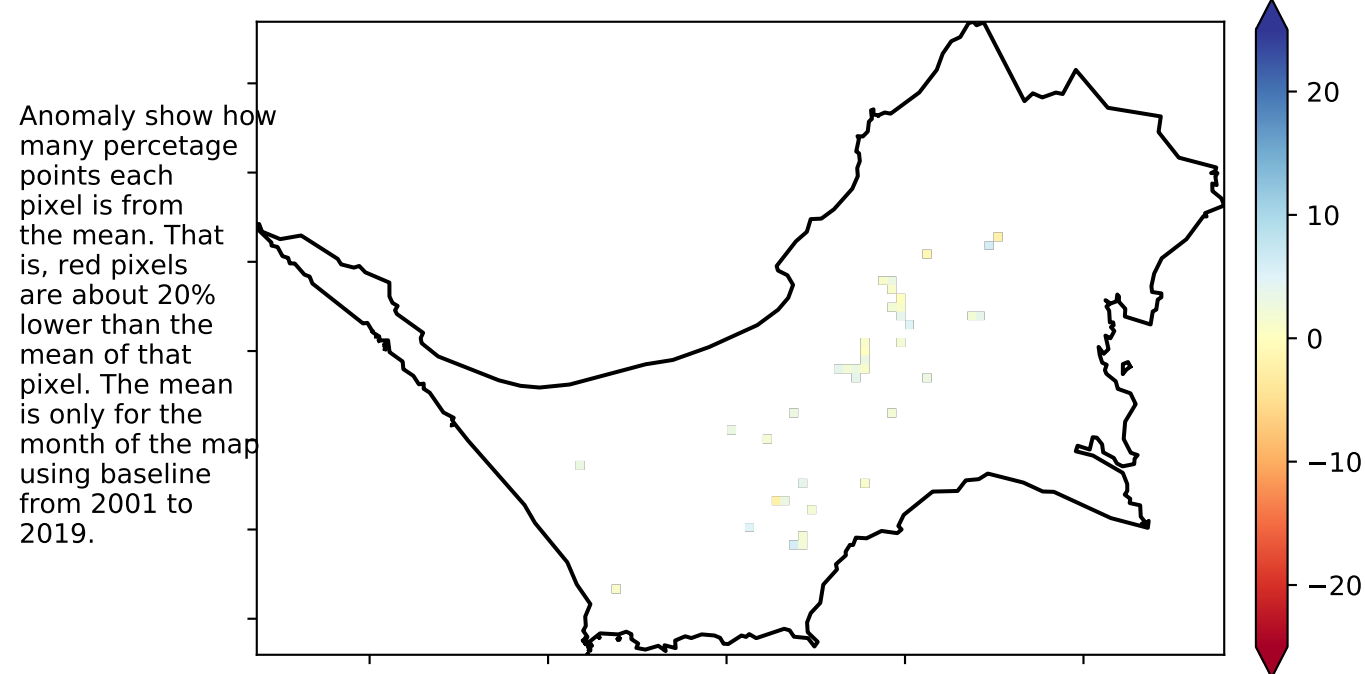 Anomaly show how
many percetage
points each
pixel is from
the mean. That
is, red pixels
are about 20%
lower than the
mean of that
pixel. The mean
is only for the
month of the map
using baseline
from 2001 to
2019.
20
10
0
−10
−20